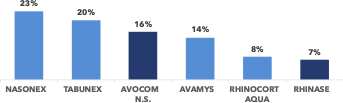 23%
20%
16%
14%
8%
7%
NASONEX
TABUNEX
AVOCOM
N.S.
AVAMYS
RHINOCORT
AQUA
RHINASE